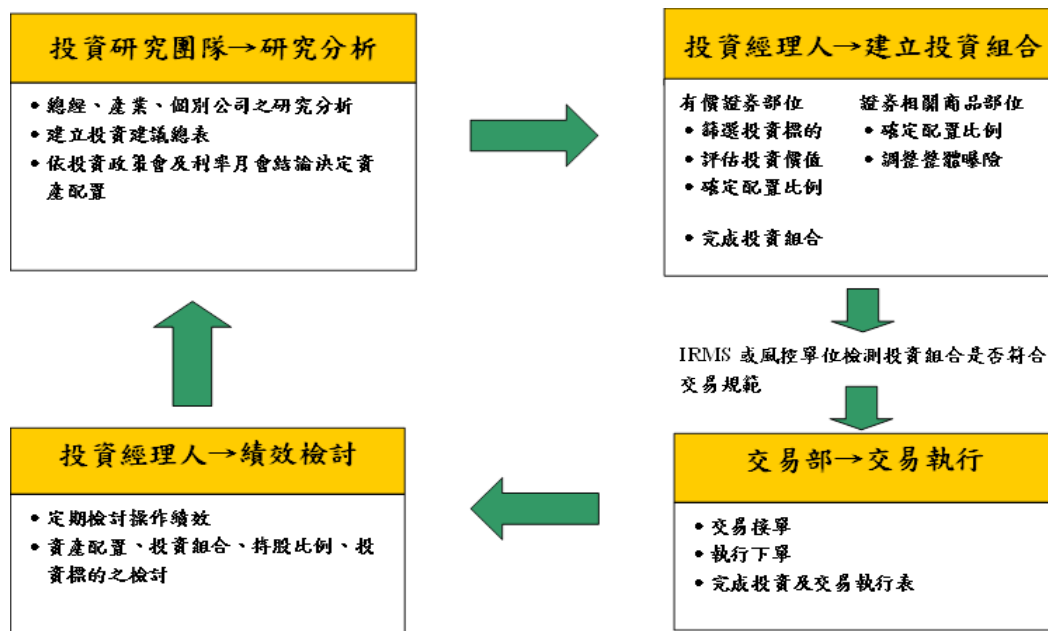 投資研究團隊→研究分析
• 總經、產業、個別公司之研究分析
• 建立投資建議總表
• 依投資政策會及利率月會結論決定資
產配置
投資經理人→建立投資組合
有價證券部位
• 篩選投資標的
• 評估投資價值
• 確定配置比例
• 完成投資組合
證券相關商品部位
• 確定配置比例
• 調整整體曝險
IRMS 或風控單位檢測投資組合是否符合
交易規範
交易部→交易執行
• 交易接單
• 執行下單
• 完成投資及交易執行表
投資經理人→績效檢討
• 定期檢討操作績效
• 資產配置、投資組合、持股比例、投
資標的之檢討